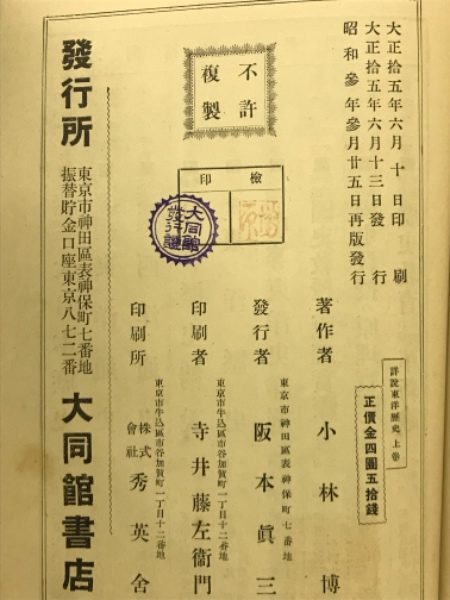 大正拾五年六月十日印刷
大正拾五年六月十三日發行
昭和參年參月廿五日再版發行
不許
複製
檢印
大同館
發行證
詳說東洋歷史上卷
正價金四圓五拾錢
著作者 小林博
東京市神田區表神保町七番地
發行者 阪本眞三
東京市牛込區市谷加賀町一丁目十二番地
印刷者 寺井藤左衞門
東京市牛込區市谷加賀町一丁目十二番地
印刷所 株式會社 秀英舍
發行所
東京市神田區表神保町七番地
振替貯金口座東京八七二番
大同館書店